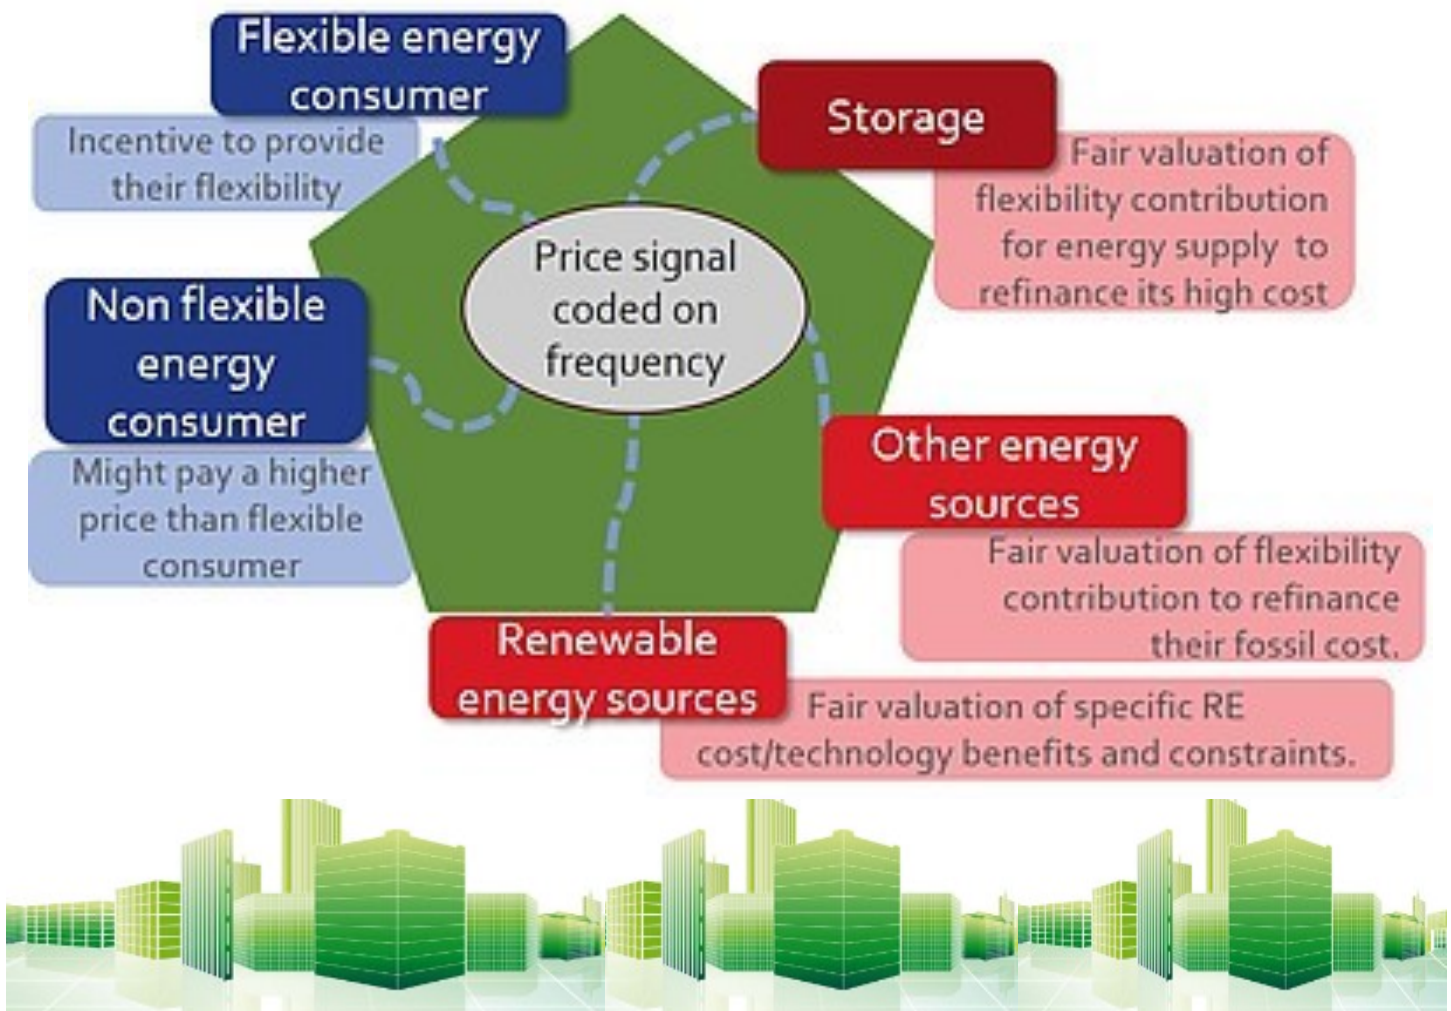 Flexible energy
consumer
Incentive to provide
their flexibility
Storage
Fair valuation of
flexibility contribution
for energy supply to
refinance its high cost
Price signal
coded on
frequency
Non flexible
energy
consumer
Might pay a higher
price than flexible
consumer
Other energy
sources
Fair valuation of flexibility
contribution to refinance
their fossil cost.
Renewable
energy sources
Fair valuation of specific RE
cost/technology benefits and constraints.